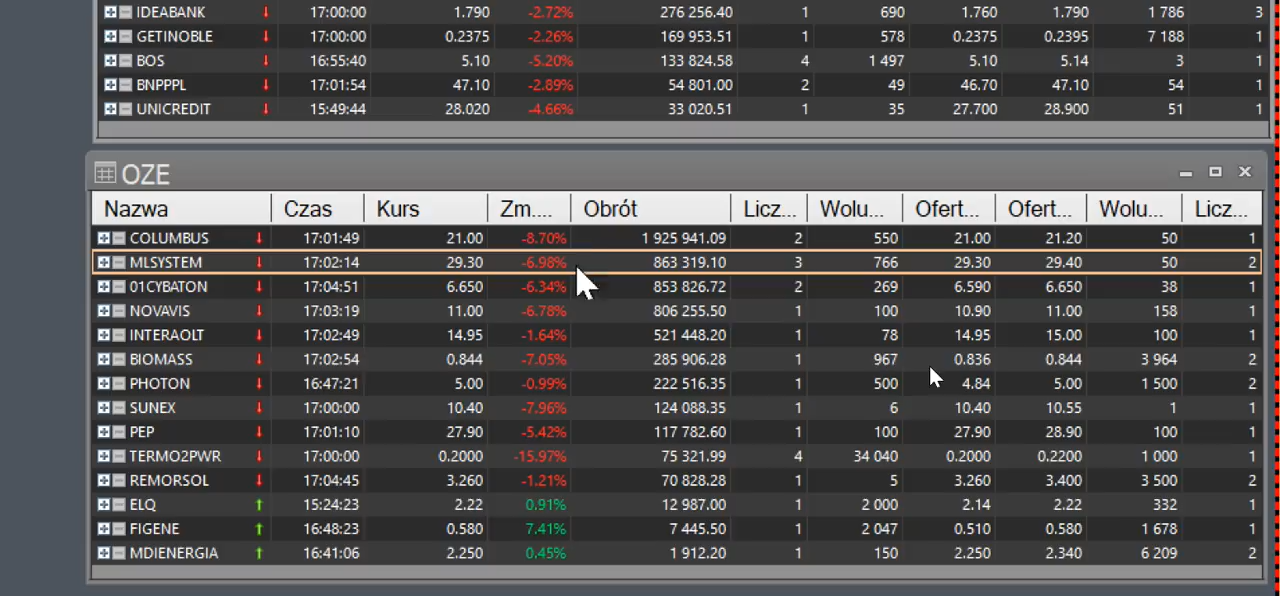 IDEABANK 17:00:00 1.790 -2.72% 276 256.40 1 690 1.760 1.790 1 786 3
GETINOBLE 17:00:00 0.2375 -2.26% 169 953.51 1 578 0.2375 0.2395 7 188 1
BOS 16:55:40 5.10 -5.20% 133 824.58 4 1 497 5.10 5.14 3 1
BNPPPL 17:01:54 47.10 -2.89% 54 801.00 2 49 46.70 47.10 54 1
UNICREDIT 15:49:44 28.020 -4.66% 33 020.51 1 35 27.700 28.900 51 1
OZE
Nazwa Czas Kurs Zm.... Obrót Licz... Wolu... Ofert... Ofert... Wolu... Licz...
COLUMBUS 17:01:49 21.00 -8.70% 1 925 941.09 2 550 21.00 21.20 50 1
MLSYSTEM 17:02:14 29.30 -6.98% 863 319.10 3 766 29.30 29.40 50 2
01CYBATON 17:04:51 6.650 -6.34% 853 826.72 2 269 6.590 6.650 38 1
NOVAVIS 17:03:19 11.00 -6.78% 806 255.50 1 100 10.90 11.00 158 1
INTERAOLT 17:02:49 14.95 -1.64% 521 448.20 1 78 14.95 15.00 100 1
BIOMASS 17:02:54 0.844 -7.05% 285 906.28 1 967 0.836 0.844 3 964 2
PHOTON 16:47:21 5.00 -0.99% 222 516.35 1 500 4.84 5.00 1 500 2
SUNEX 17:00:00 10.40 -7.96% 124 088.35 1 6 10.40 10.55 1 1
PEP 17:01:10 27.90 -5.42% 117 782.60 1 100 27.90 28.90 100 1
TERMO2PWR 17:00:00 0.2000 -15.97% 75 321.99 4 34 040 0.2000 0.2200 1 000 1
REMORSOL 17:04:45 3.260 -1.21% 70 828.28 1 5 3.260 3.400 3 500 2
ELQ 15:24:23 2.22 0.91% 12 987.00 1 2 000 2.14 2.22 332 1
FIGENE 16:48:23 0.580 7.41% 7 445.50 1 2 047 0.510 0.580 1 678 1
MDIENERGIA 16:41:06 2.250 0.45% 1 912.20 1 150 2.250 2.340 6 209 2